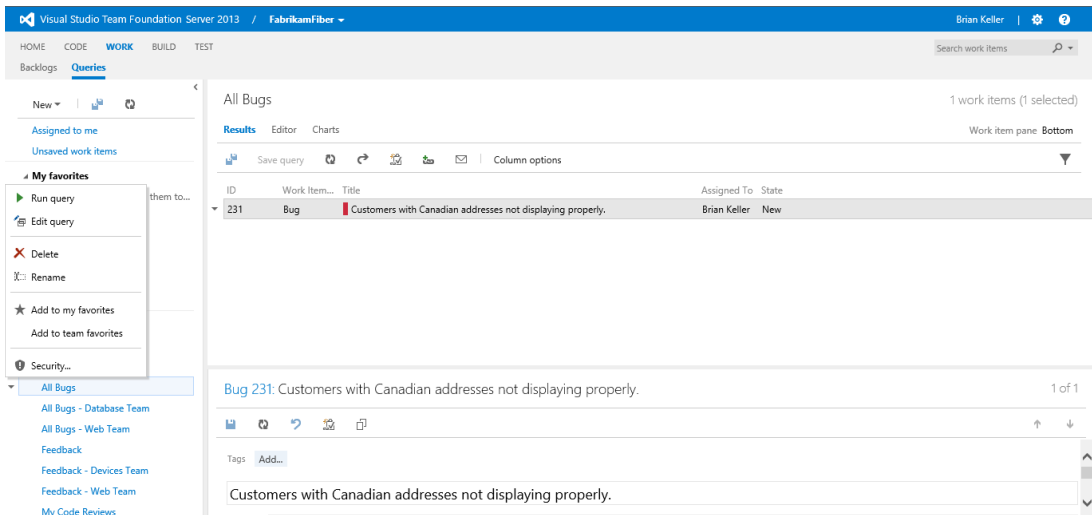 Visual Studio Team Foundation Server 2013 / FabrikamFiber
Brian Keller
HOME CODE WORK BUILD TEST
Search work items
Backlogs Queries
New
Assigned to me
Unsaved work items
My favorites
them to...
Run query
Edit query
Delete
Rename
Add to my favorites
Add to team favorites
Security...
All Bugs
All Bugs - Database Team
All Bugs - Web Team
Feedback
Feedback - Devices Team
Feedback - Web Team
My Code Reviews
All Bugs
1 work items (1 selected)
Results Editor Charts
Work item pane Bottom
Save query Column options
ID Work Item... Title Assigned To State
231 Bug Customers with Canadian addresses not displaying properly. Brian Keller New
Bug 231: Customers with Canadian addresses not displaying properly.
1 of 1
Tags Add...
Customers with Canadian addresses not displaying properly.